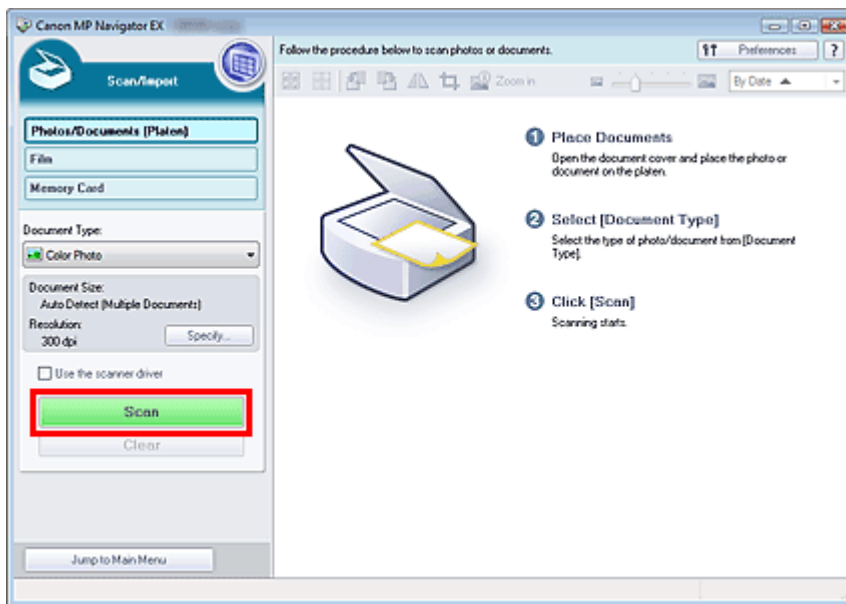 Canon MP Navigator EX
Scan/Import
Photos/Documents (Platen)
Film
Memory Card
Document Type:
Color Photo
Document Size:
Auto Detect (Multiple Documents)
Resolution:
300 dpi
Specify...
Use the scanner driver
Scan
Clear
Jump to Main Menu
Follow the procedure below to scan photos or documents.
Preferences
?
Zoom in
By Date
1 Place Documents
Open the document cover and place the photo or
document on the platen.
2 Select [Document Type]
Select the type of photo/document from [Document
Type].
3 Click [Scan]
Scanning starts.